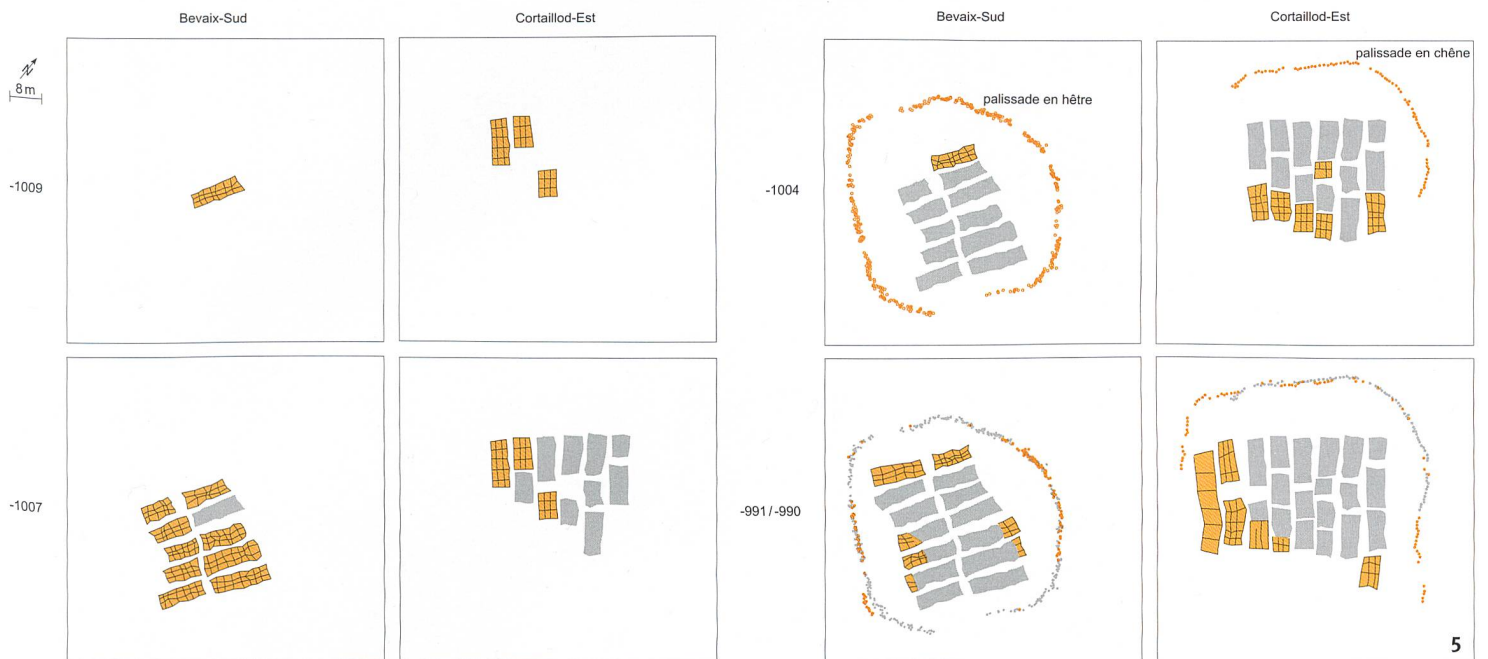 Bevaix-Sud
Cortaillod-Est
Bevaix-Sud
Cortaillod-Est
N
8 m
-1009
-1004
palissade en hêtre
palissade en chêne
-1007
-991 / -990
5